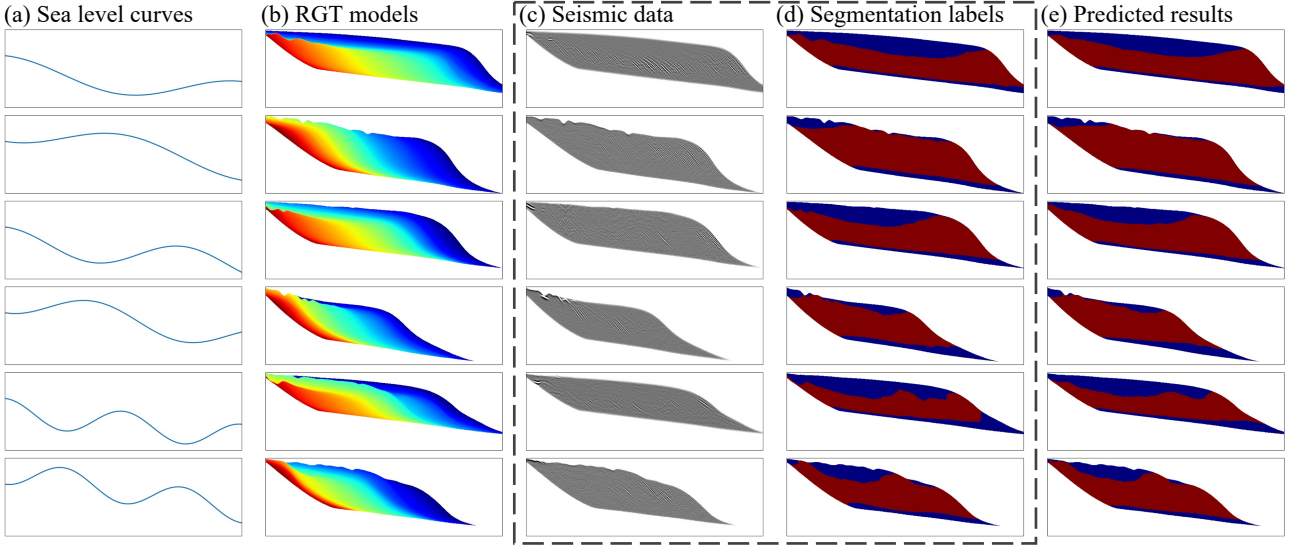 (a) Sea level curves (b) RGT models (c) Seismic data (d) Segmentation labels (e) Predicted results